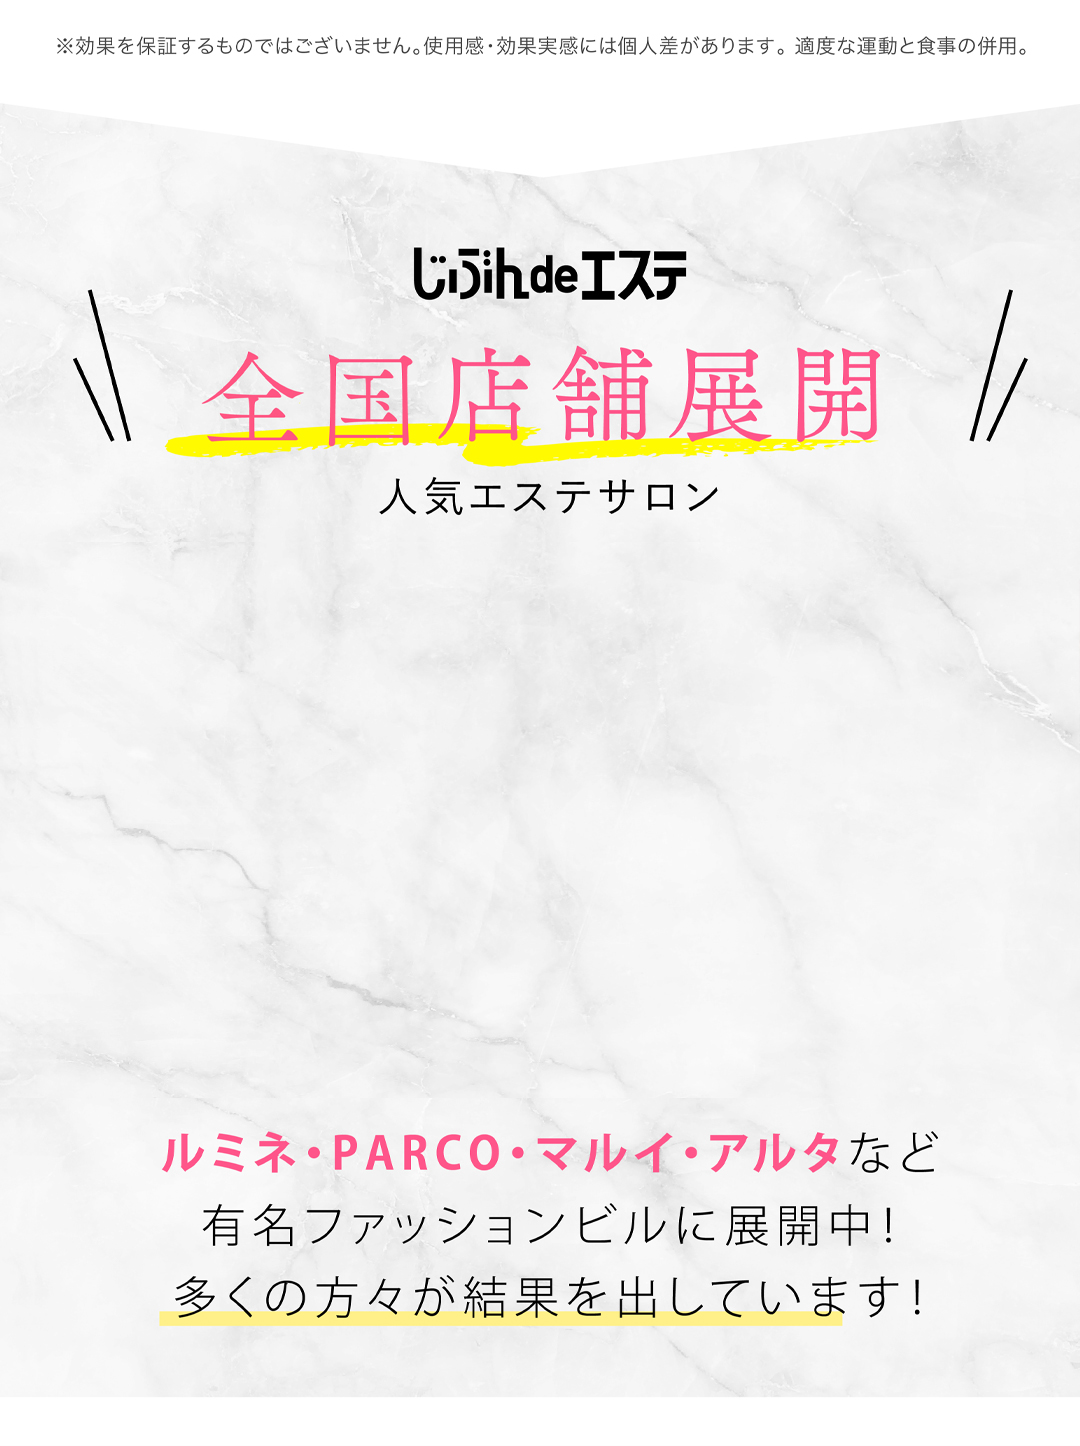 ※効果を保証するものではございません。使用感・効果実感には個人差があります。適度な運動と食事の併用。
じぶんdeエステ
全国店舗展開
人気エステサロン
ルミネ・PARCO・マルイ・アルタなど
有名ファッションビルに展開中！
多くの方々が結果を出しています！